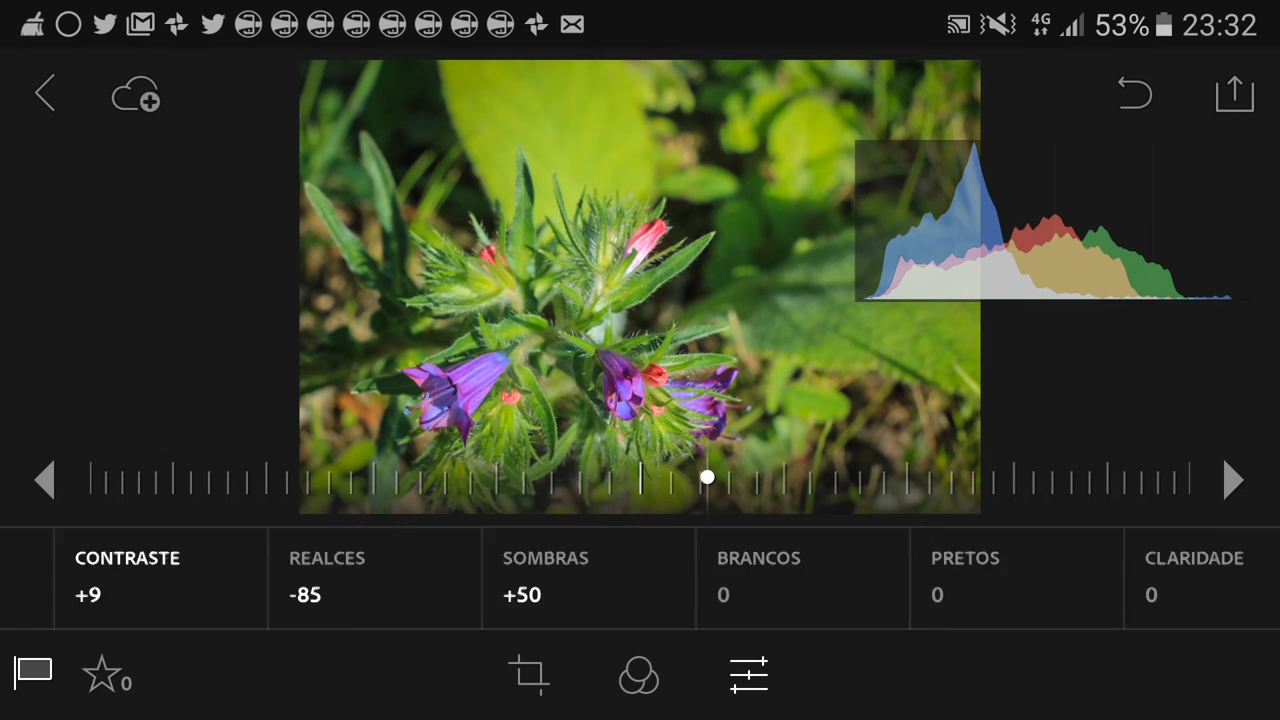 4G 53% 23:32
CONTRASTE REALCES SOMBRAS BRANCOS PRETOS CLARIDADE
+9 -85 +50 0 0 0
0